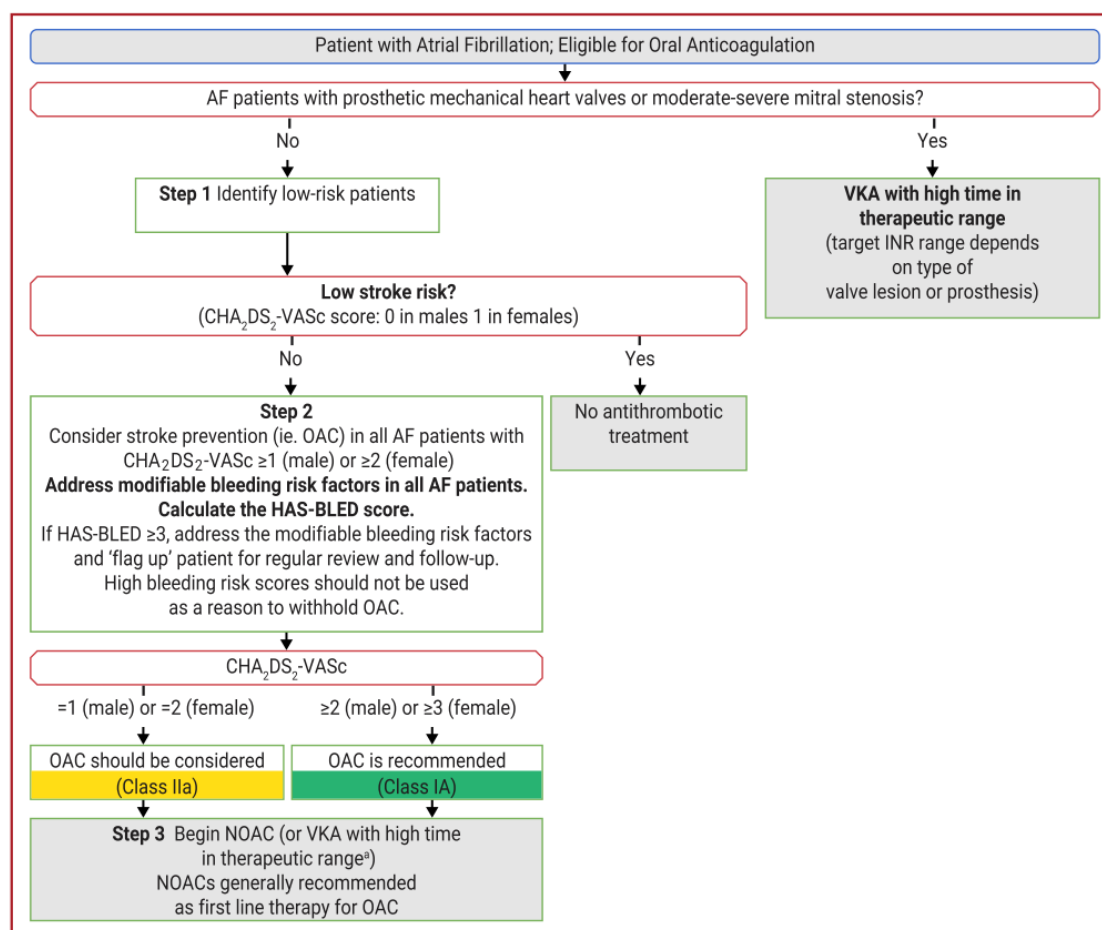 Patient with Atrial Fibrillation; Eligible for Oral Anticoagulation
AF patients with prosthetic mechanical heart valves or moderate-severe mitral stenosis?
No
Yes
Step 1 Identify low-risk patients
VKA with high time in
therapeutic range
(target INR range depends
on type of
valve lesion or prosthesis)
Low stroke risk?
(CHA₂DS₂-VASc score: 0 in males 1 in females)
No
Yes
Step 2
Consider stroke prevention (ie. OAC) in all AF patients with
CHA₂DS₂-VASc ≥1 (male) or ≥2 (female)
Address modifiable bleeding risk factors in all AF patients.
Calculate the HAS-BLED score.
If HAS-BLED ≥3, address the modifiable bleeding risk factors
and ‘flag up’ patient for regular review and follow-up.
High bleeding risk scores should not be used
as a reason to withhold OAC.
No antithrombotic
treatment
CHA₂DS₂-VASc
=1 (male) or =2 (female)
≥2 (male) or ≥3 (female)
OAC should be considered
(Class IIa)
OAC is recommended
(Class IA)
Step 3 Begin NOAC (or VKA with high time
in therapeutic rangeᵃ)
NOACs generally recommended
as first line therapy for OAC